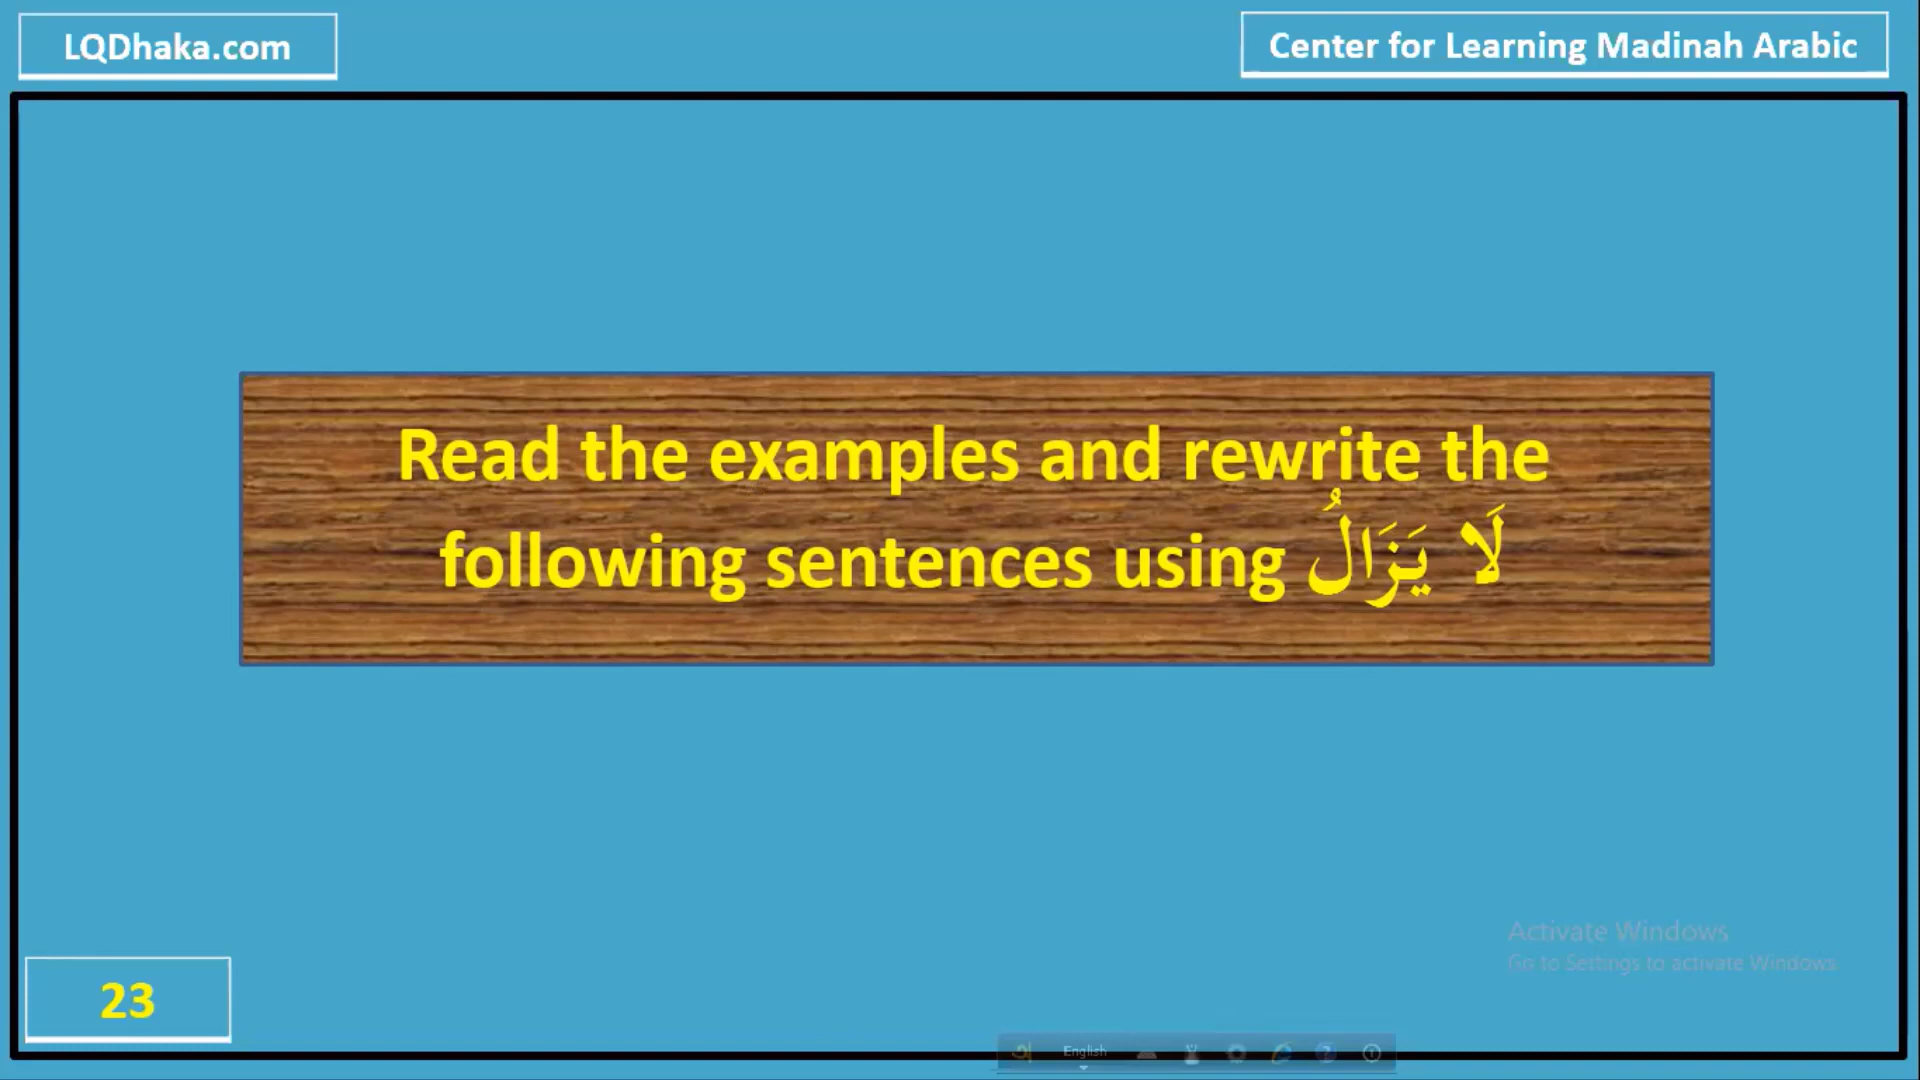 LQDhaka.com
Center for Learning Madinah Arabic
Read the examples and rewrite the
following sentences using لَا يَزَالُ
Activate Windows
Go to Settings to activate Windows.
23
English